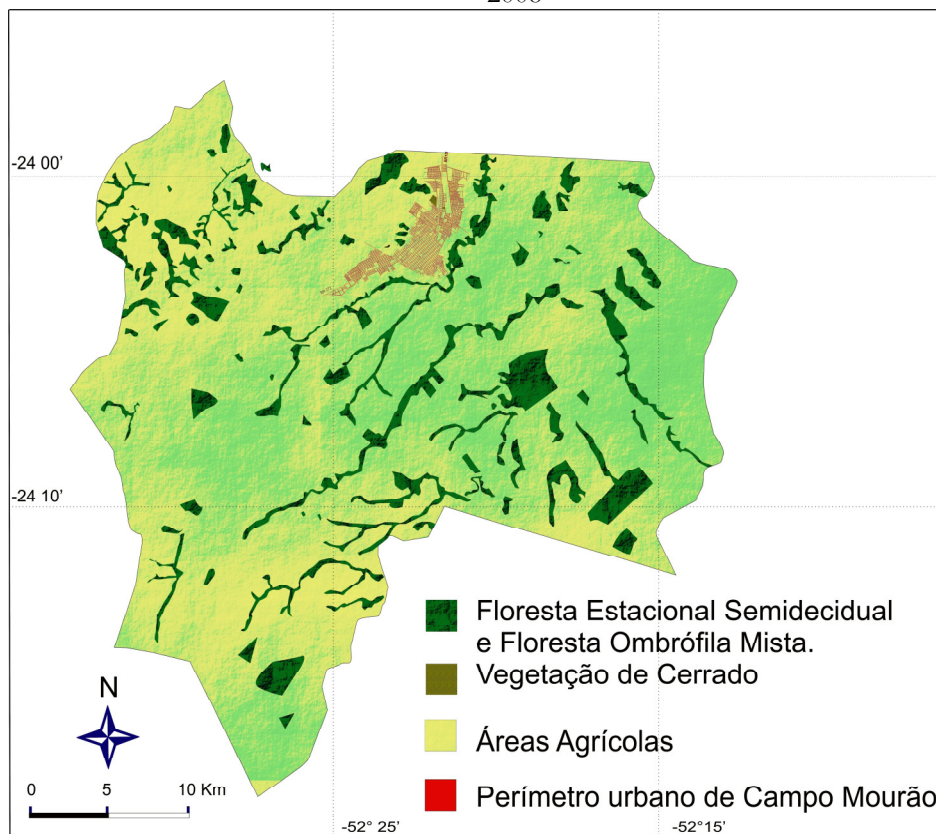 -24 00'
-24 10'
Floresta Estacional Semidecidual
e Floresta Ombrófila Mista.
Vegetação de Cerrado
Áreas Agrícolas
Perímetro urbano de Campo Mourão
N
0 5 10 Km
-52° 25'
-52° 15'